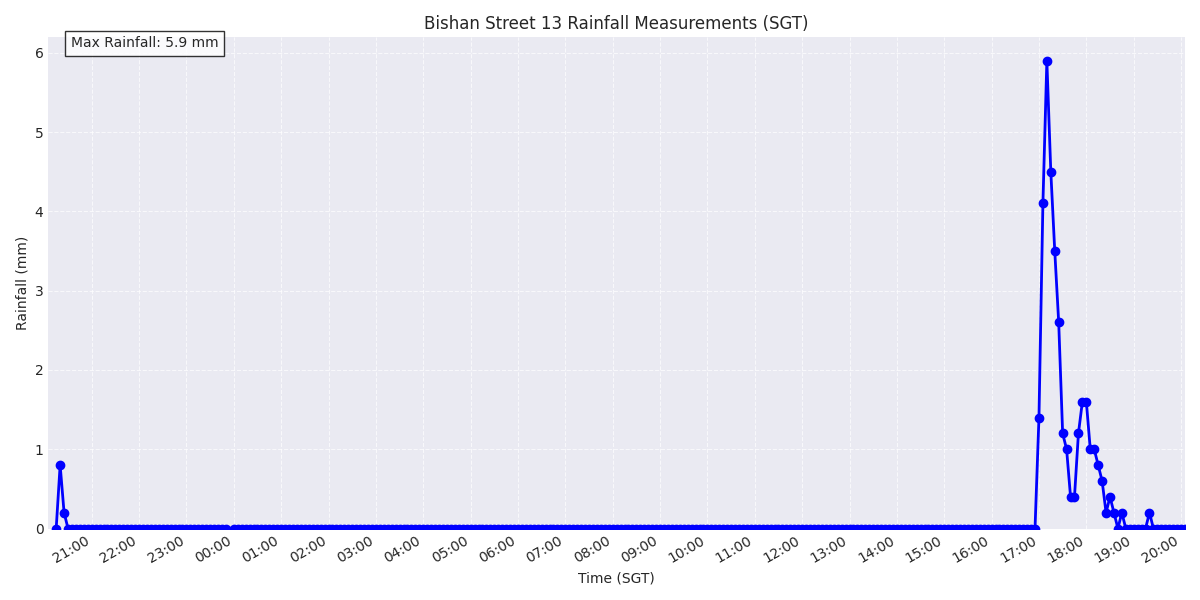 Bishan Street 13 Rainfall Measurements (SGT)
Max Rainfall: 5.9 mm
Rainfall (mm)
6
5
4
3
2
1
0
21:00 22:00 23:00 00:00 01:00 02:00 03:00 04:00 05:00 06:00 07:00 08:00 09:00 10:00 11:00 12:00 13:00 14:00 15:00 16:00 17:00 18:00 19:00 20:00
Time (SGT)